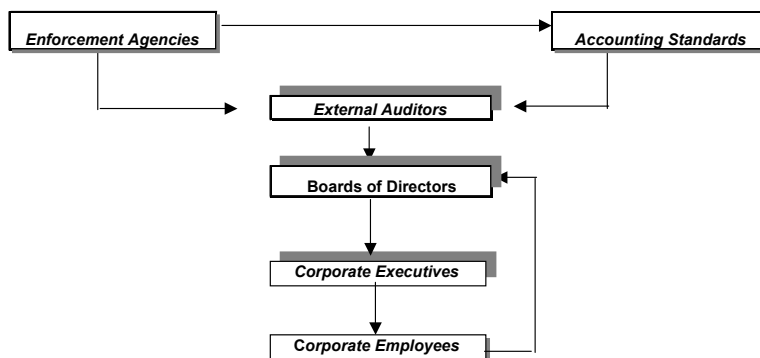 Enforcement Agencies
Accounting Standards
External Auditors
Boards of Directors
Corporate Executives
Corporate Employees